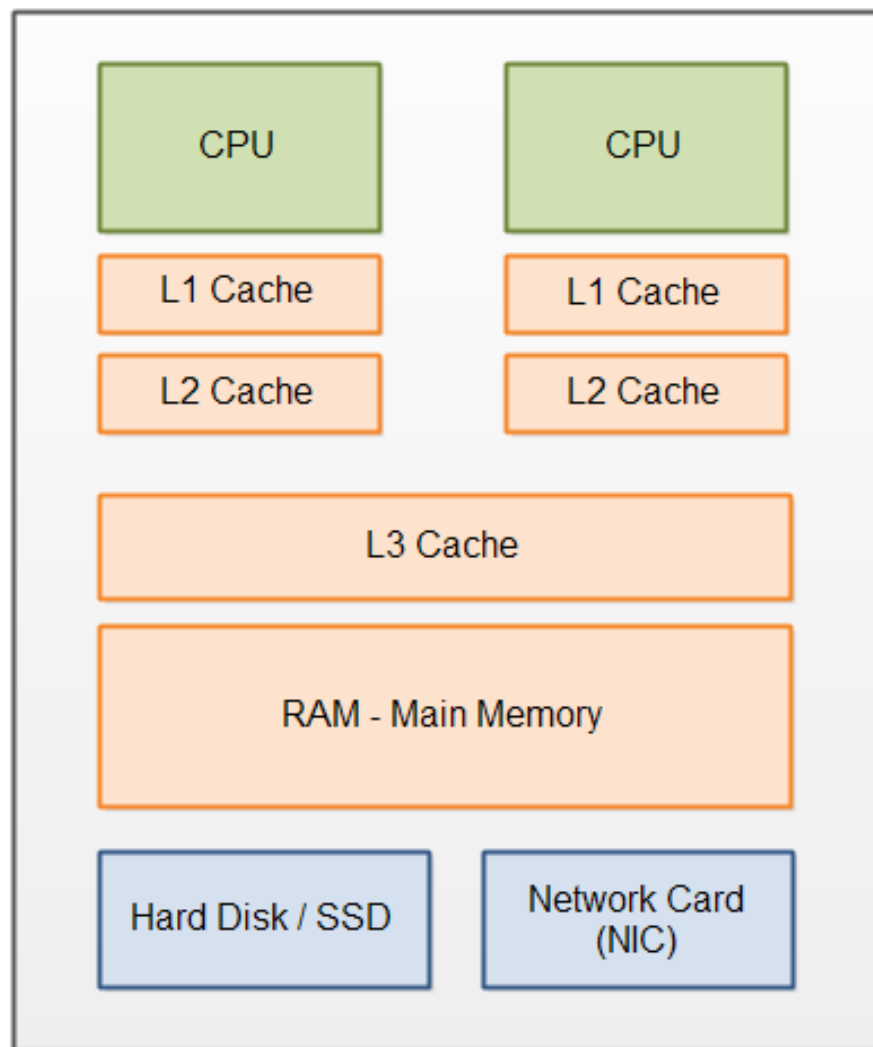 CPU
CPU
L1 Cache
L1 Cache
L2 Cache
L2 Cache
L3 Cache
RAM - Main Memory
Hard Disk / SSD
Network Card
(NIC)